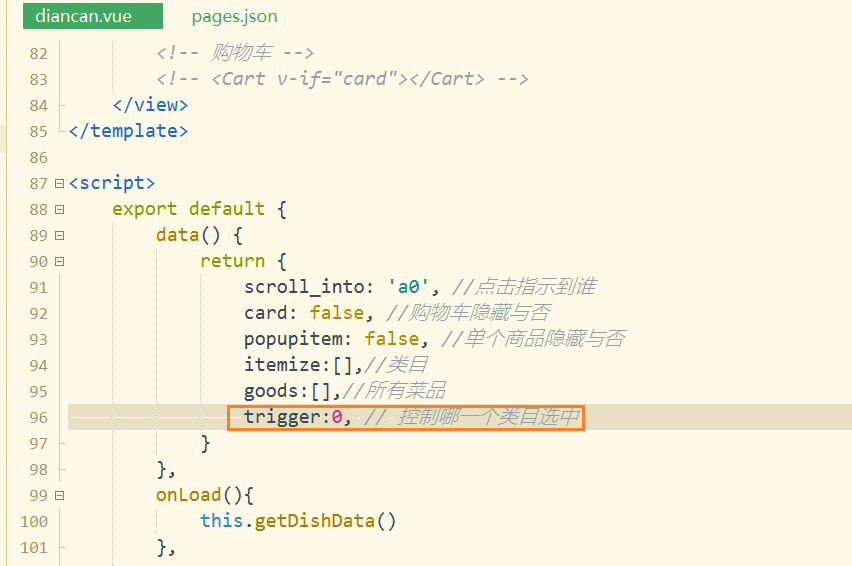 diancan.vue pages.json
82 <!-- 购物车 -->
83 <!-- <Cart v-if="card"></Cart> -->
84 </view>
85 </template>
86
87 <script>
88 export default {
89 data() {
90 return {
91 scroll_into: 'a0', //点击指示到谁
92 card: false, //购物车隐藏与否
93 popupitem: false, //单个商品隐藏与否
94 itemize:[],//类目
95 goods:[],//所有菜品
96 trigger:0, // 控制哪一个类目选中
97 }
98 },
99 onLoad(){
100 this.getDishData()
101 },